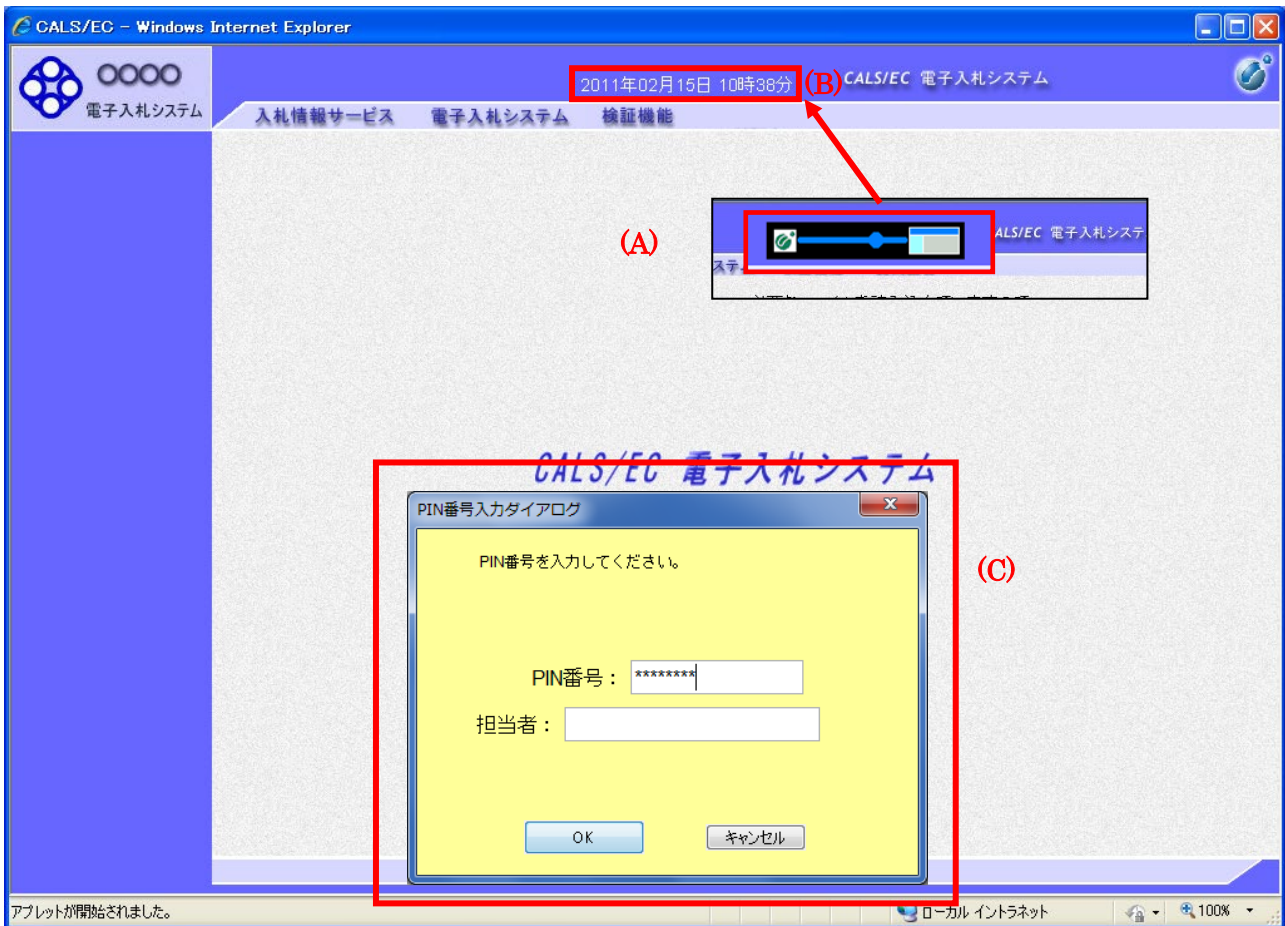 CALS/EC - Windows Internet Explorer
○○○○
電子入札システム
2011年02月15日 10時38分
(B)
CALS/EC 電子入札システム
入札情報サービス 電子入札システム 検証機能
(A)
ALS/EC 電子入札システ
ステ
CALS/EC 電子入札システム
PIN番号入力ダイアログ
PIN番号を入力してください。
(C)
PIN番号： ********
担当者：
OK
キャンセル
アプレットが開始されました。
ローカル イントラネット
100%